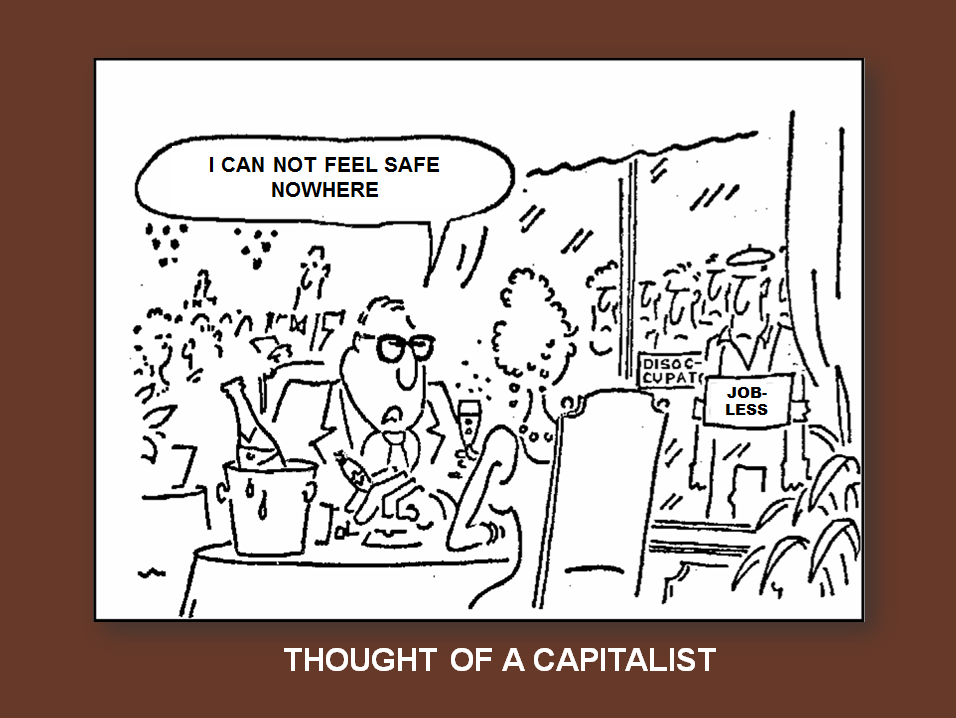 I CAN NOT FEEL SAFE
NOWHERE
DISOC-
CUPAT
JOB-
LESS
THOUGHT OF A CAPITALIST